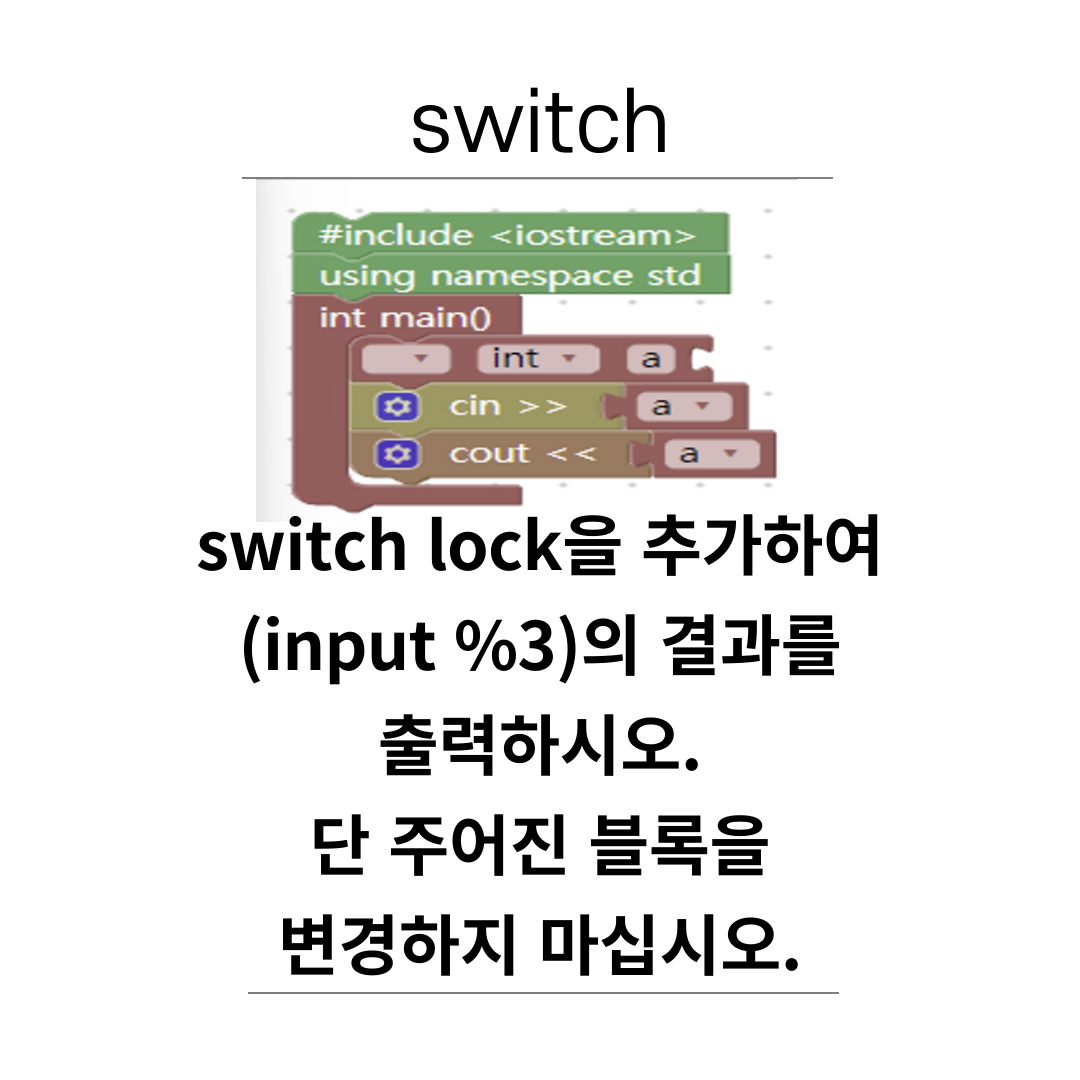 switch
#include <iostream>
using namespace std
int main()
int a
cin >> a
cout << a
switch lock을 추가하여
(input %3)의 결과를
출력하시오.
단 주어진 블록을
변경하지 마십시오.